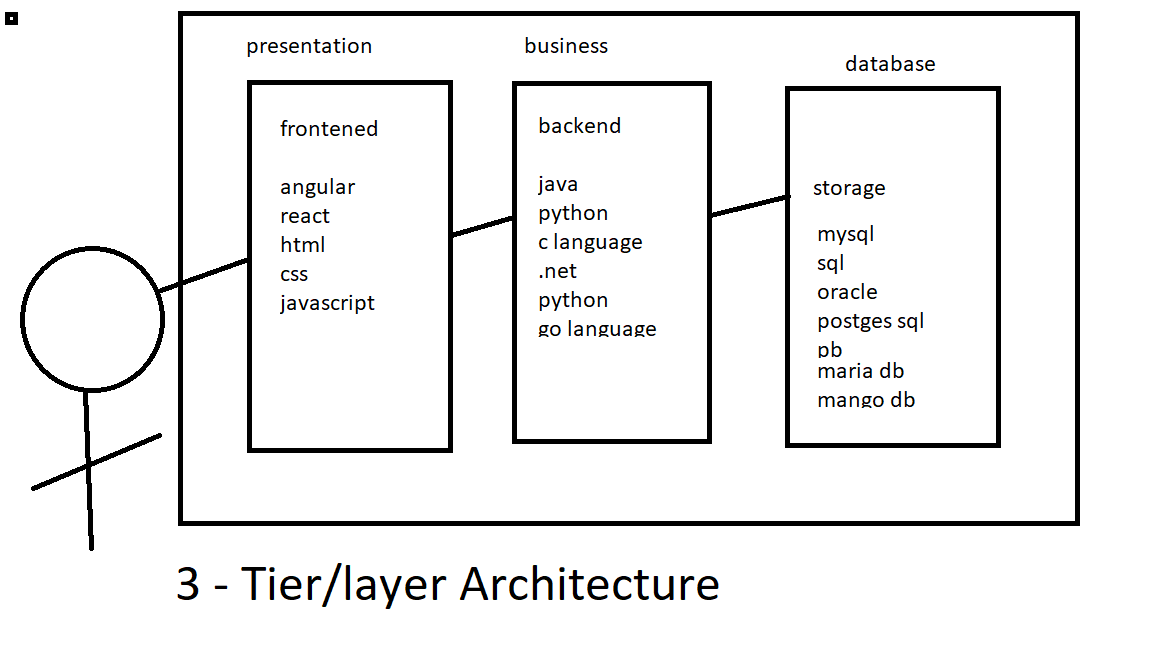 presentation
frontened
angular
react
html
css
javascript
business
backend
java
python
c language
.net
python
go language
database
storage
mysql
sql
oracle
postges sql
pb
maria db
mango db
3 - Tier/layer Architecture